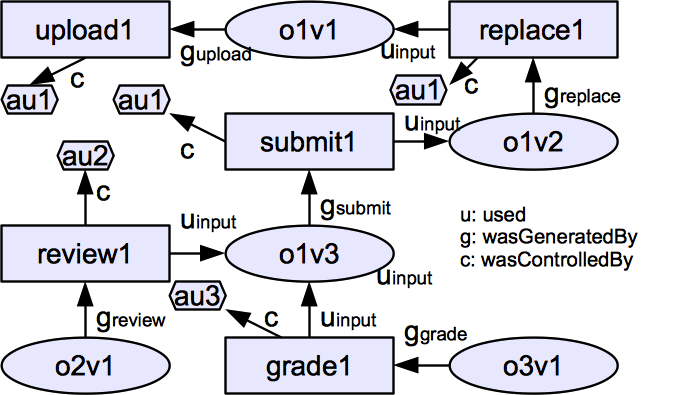 upload1
o1v1
replace1
gupload
uinput
c
c
au1
au1
au1
greplace
uinput
submit1
o1v2
c
au2
c
gsubmit
uinput
u: used
g: wasGeneratedBy
c: wasControlledBy
review1
o1v3
uinput
au3
c
uinput
greview
ggrade
o2v1
grade1
o3v1